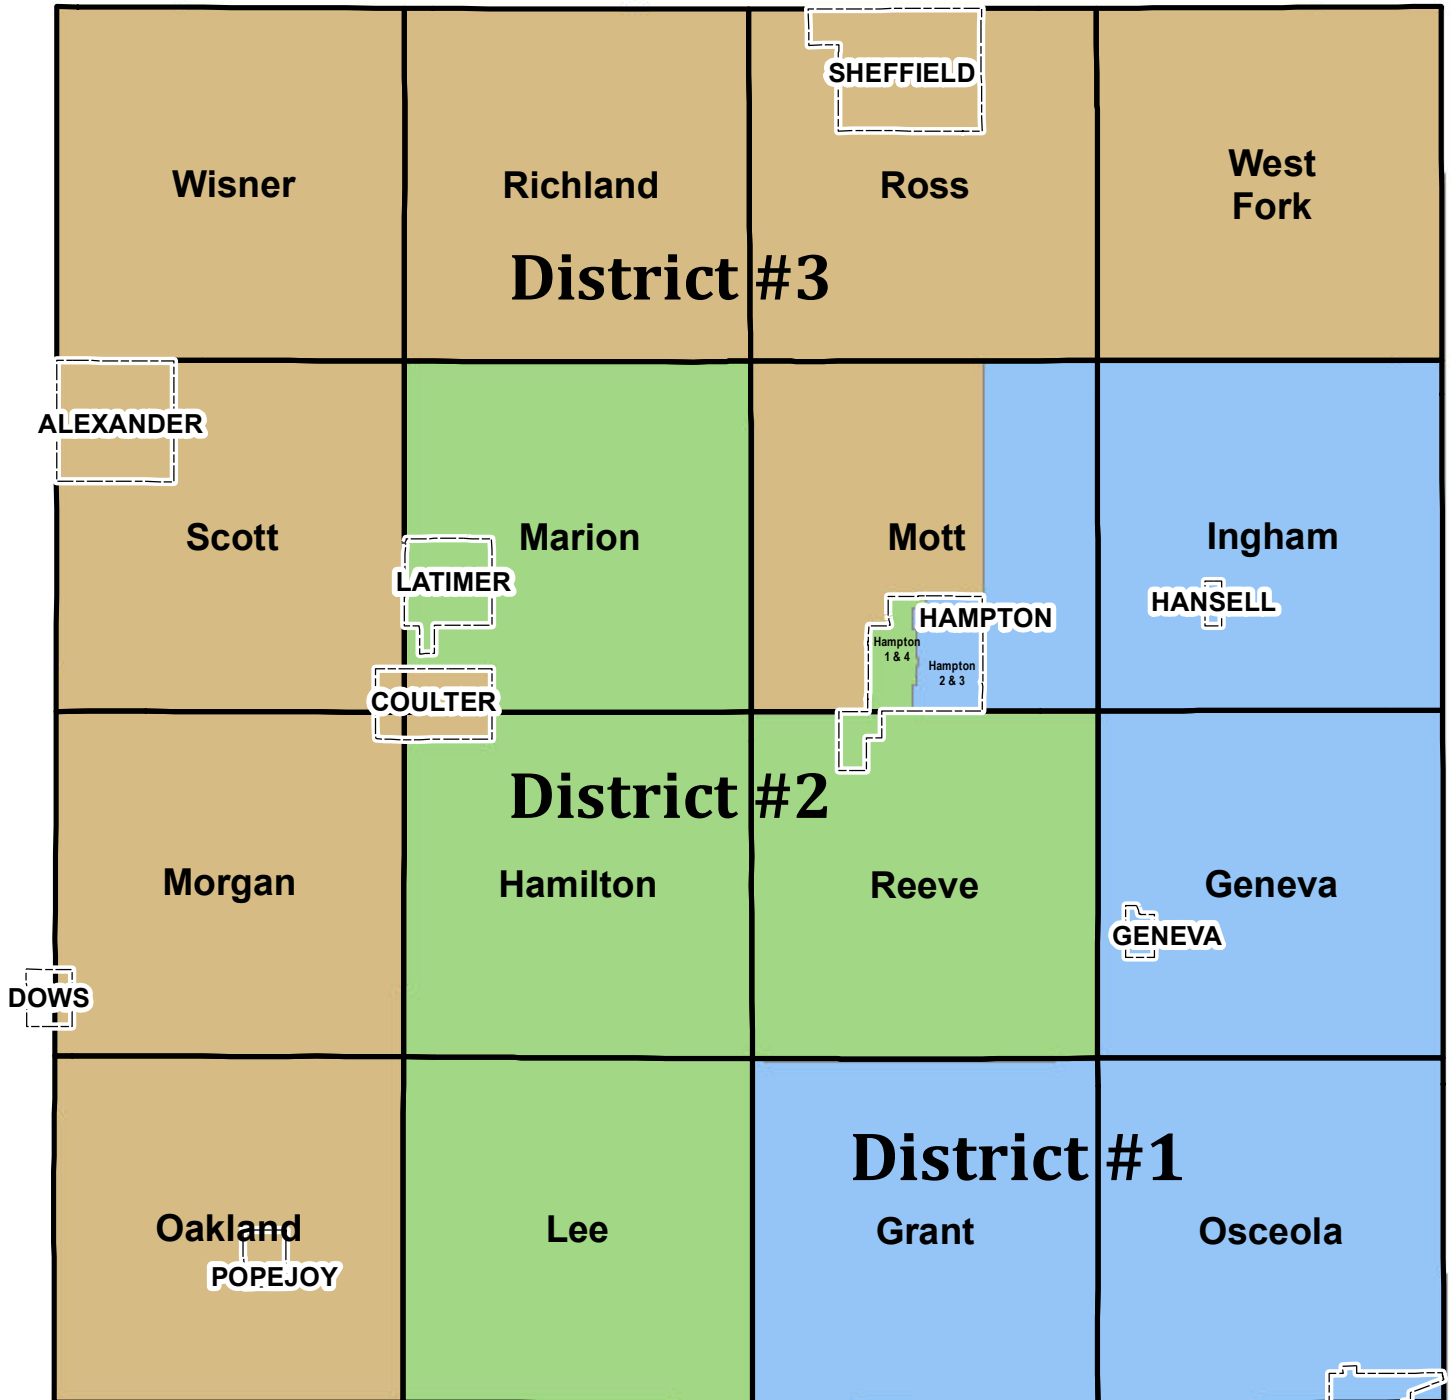 SHEFFIELD
Wisner
Richland
Ross
West
Fork
District #3
ALEXANDER
Scott
Marion
Mott
Ingham
LATIMER
HANSELL
HAMPTON
Hampton
1 & 4
Hampton
2 & 3
COULTER
District #2
Morgan
Hamilton
Reeve
Geneva
GENEVA
DOWS
District #1
Oakland
Lee
Grant
Osceola
POPEJOY